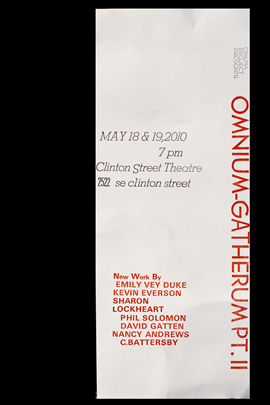 CINEMA
PROJECT
PRESENTS
OMNIUM-GATHERUM PT. II
MAY 18 & 19,2010
7 pm
Clinton Street Theatre
2522 se clinton street
New Work By
EMILY VEY DUKE
KEVIN EVERSON
SHARON
LOCKHEART
PHIL SOLOMON
DAVID GATTEN
NANCY ANDREWS
C.BATTERSBY